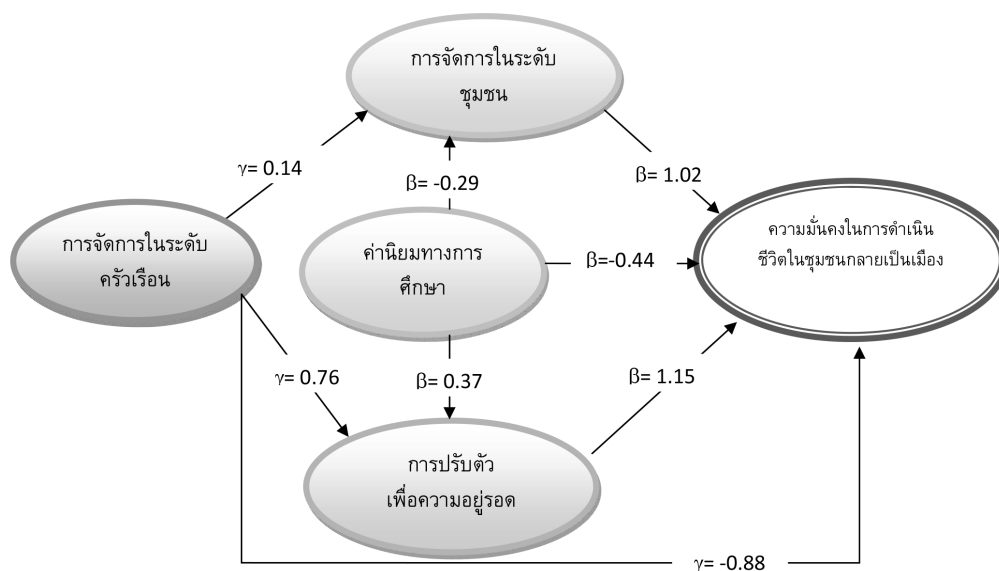 การจัดการในระดับ
ชุมชน
γ= 0.14
β= -0.29
β= 1.02
การจัดการในระดับ
ครัวเรือน
ค่านิยมทางการ
ศึกษา
β=-0.44
ความมั่นคงในการดำเนิน
ชีวิตในชุมชนกลายเป็นเมือง
γ= 0.76
β= 0.37
β= 1.15
การปรับตัว
เพื่อความอยู่รอด
γ= -0.88